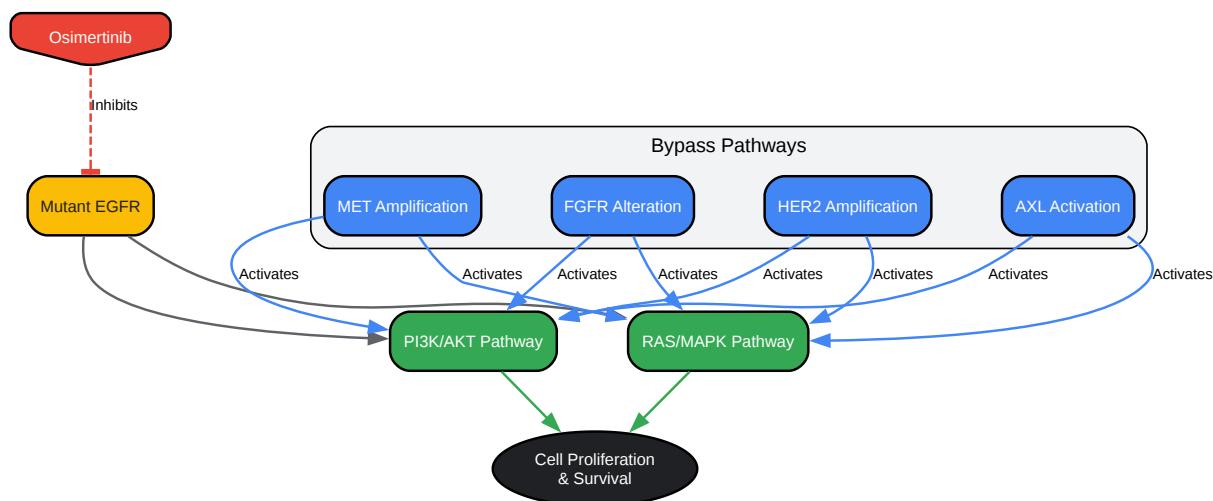 Osimertinib
Inhibits
Bypass Pathways
Mutant EGFR
MET Amplification
FGFR Alteration
HER2 Amplification
AXL Activation
Activates
Activates
Activates
Activates
Activates
Activates
Activates
Activates
PI3K/AKT Pathway
RAS/MAPK Pathway
Cell Proliferation
& Survival